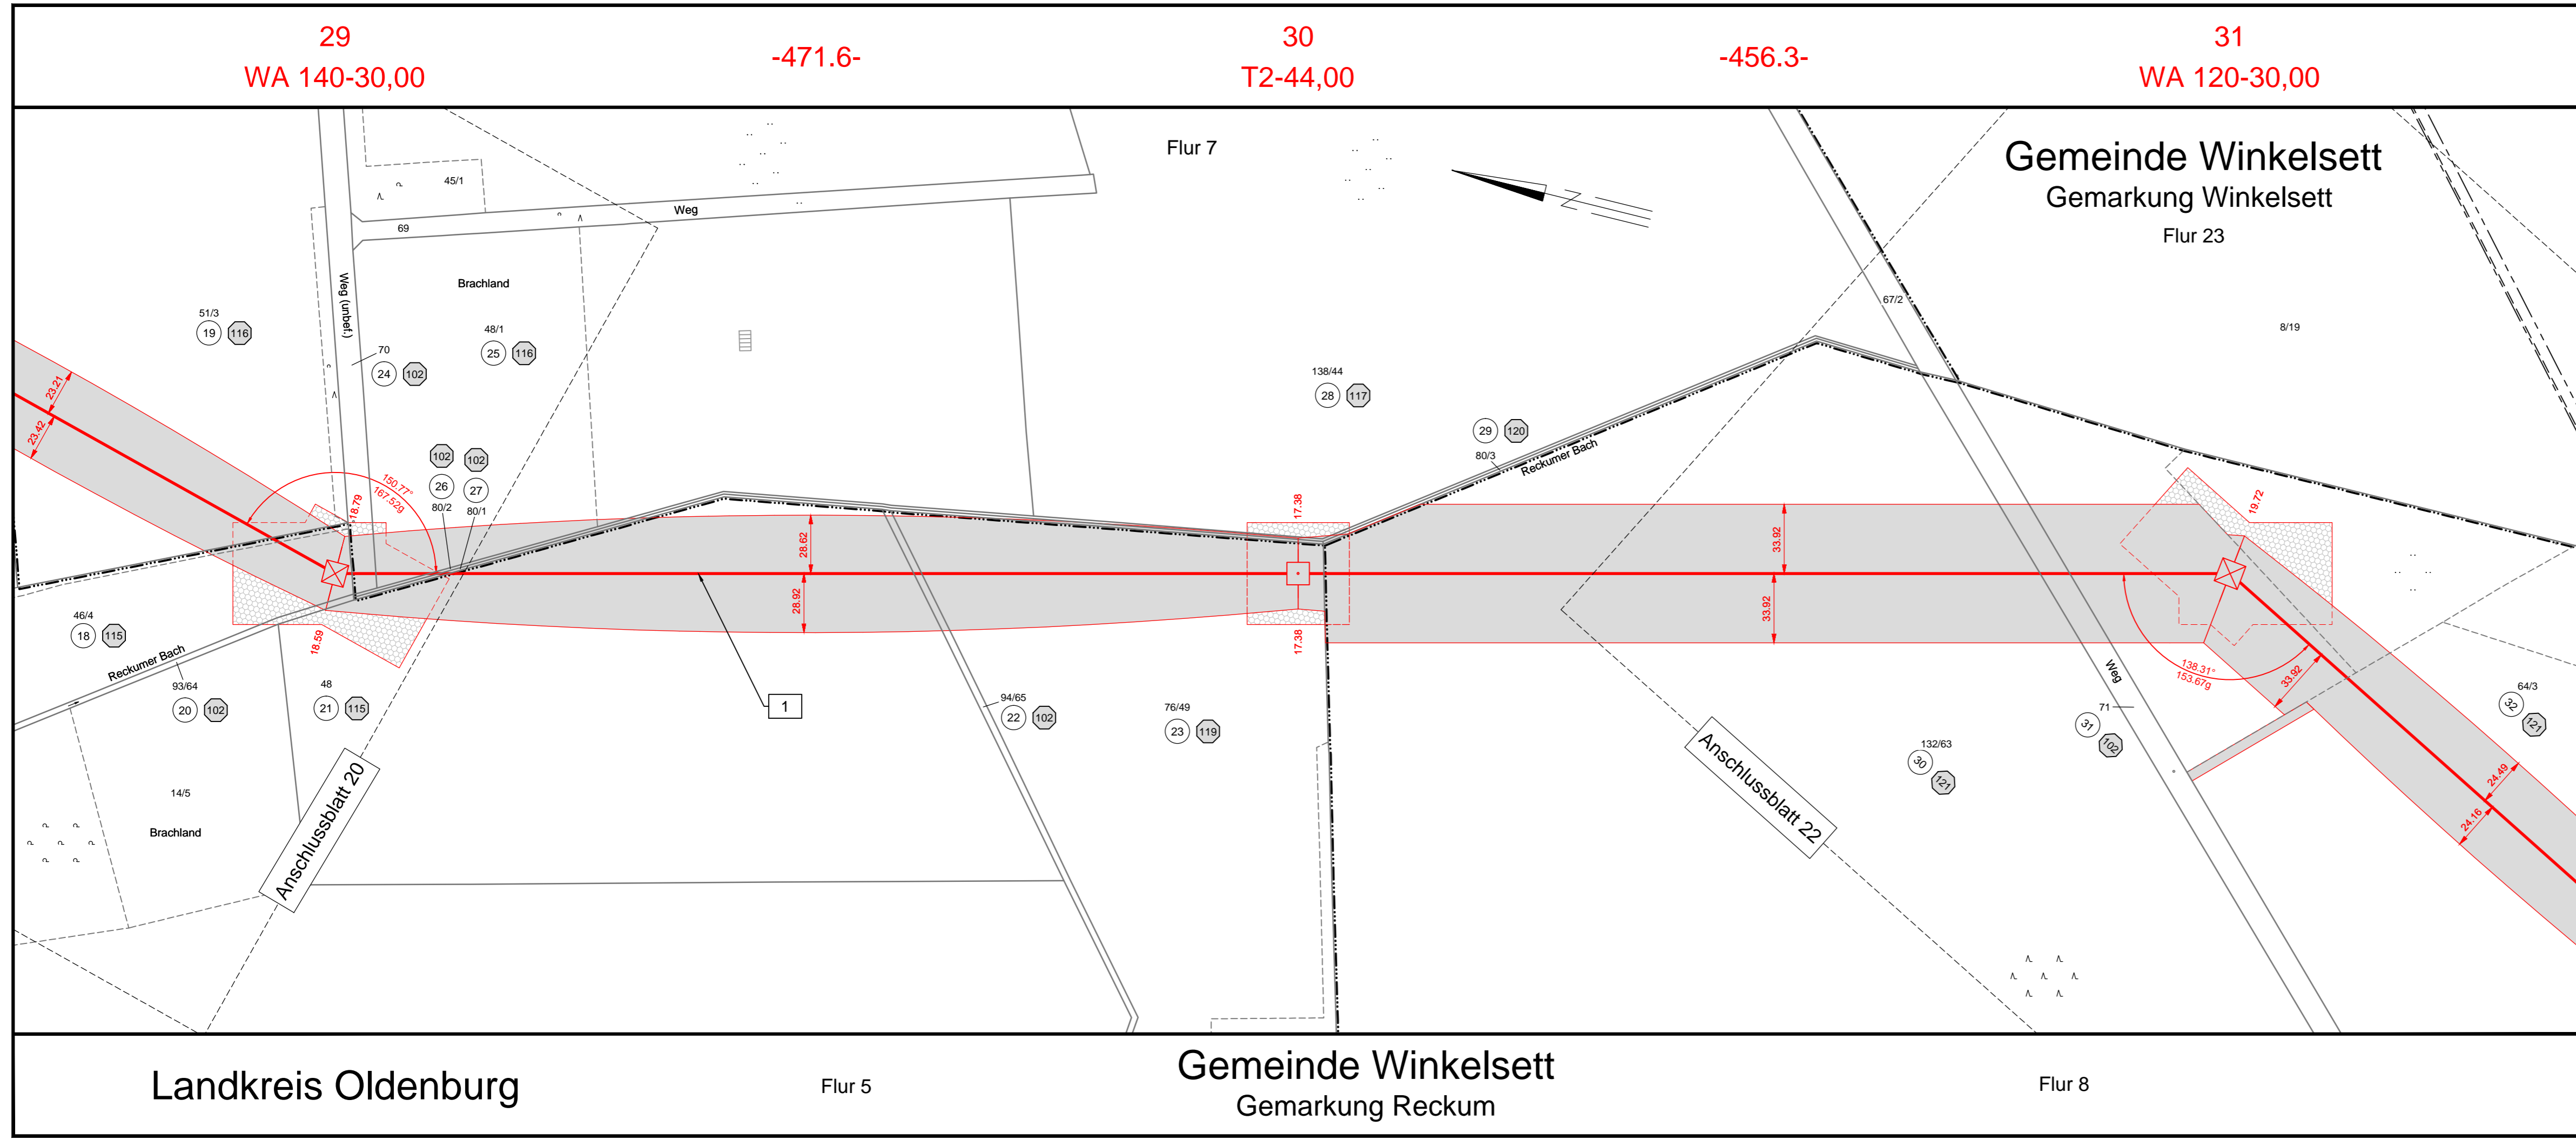 29
WA 140-30,00
-471.6-
30
T2-44,00
-456.3-
31
WA 120-30,00
Flur 7
N
Gemeinde Winkelsett
Gemarkung Winkelsett
Flur 23
45/1
Weg
69
Weg (unbef.)
Brachland
51/3
19 116
70
24 102
48/1
25 116
138/44
28 117
67/2
8/19
23.21
23.42
29 120
80/3
Reckumer Bach
102 102
26 27
80/2 80/1
150.77°
167.52g
18.79
18.59
28.62
28.92
17.38
17.38
33.92
33.92
19.72
138.31°
153.67g
33.92
46/4
18 115
Reckumer Bach
93/64
20 102
48
21 115
1
94/65
22 102
76/49
23 119
Weg
71
31
102
64/3
32
121
132/63
30
121
24.49
24.16
14/5
Brachland
Anschlussblatt 20
Anschlussblatt 22
Landkreis Oldenburg
Flur 5
Gemeinde Winkelsett
Gemarkung Reckum
Flur 8